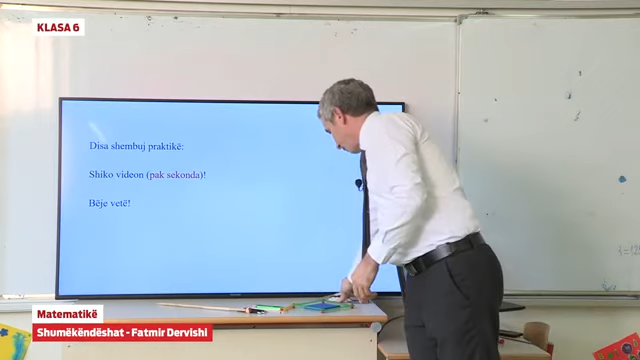 KLASA 6
Disa shembuj praktikë:
Shiko videon (pak sekonda)!
Bëje vetë!
Matematikë
Shumëkëndëshat - Fatmir Dervishi